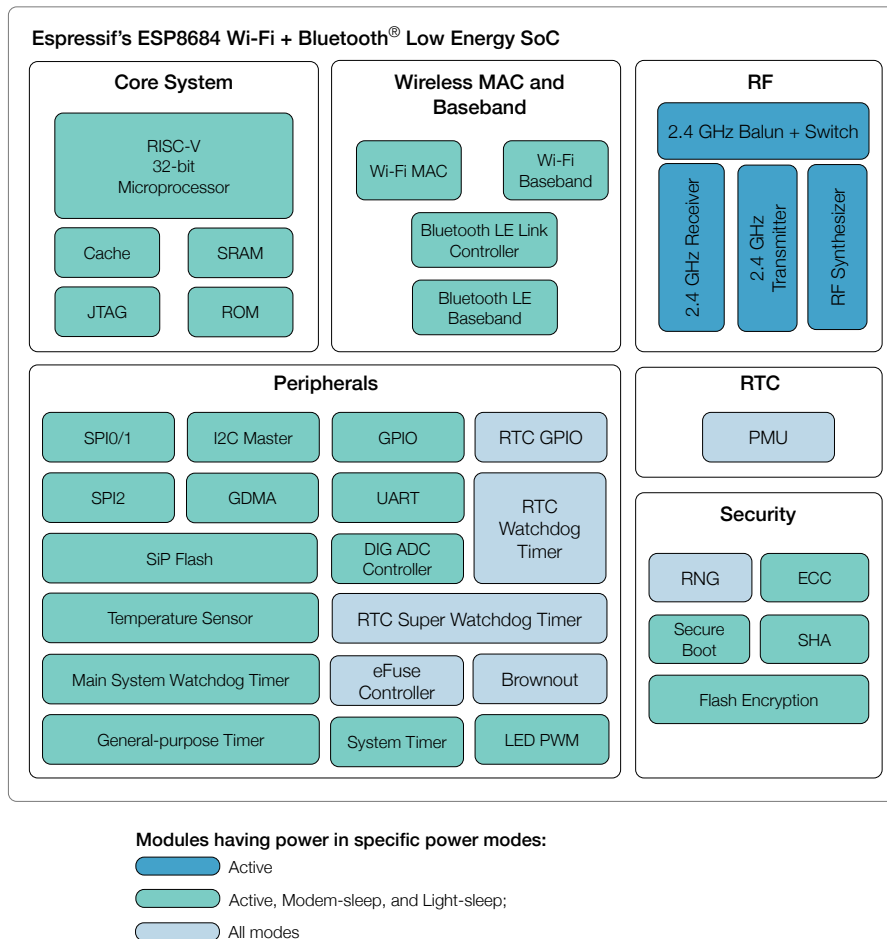 Espressif's ESP8684 Wi-Fi + Bluetooth® Low Energy SoC
Core System
RISC-V
32-bit
Microprocessor
Cache
SRAM
JTAG
ROM
Wireless MAC and
Baseband
Wi-Fi MAC
Wi-Fi
Baseband
Bluetooth LE Link
Controller
Bluetooth LE
Baseband
RF
2.4 GHz Balun + Switch
2.4 GHz Receiver
2.4 GHz
Transmitter
RF Synthesizer
Peripherals
SPI0/1
I2C Master
GPIO
RTC GPIO
SPI2
GDMA
UART
RTC
Watchdog
Timer
SiP Flash
DIG ADC
Controller
Temperature Sensor
RTC Super Watchdog Timer
Main System Watchdog Timer
eFuse
Controller
Brownout
General-purpose Timer
System Timer
LED PWM
RTC
PMU
Security
RNG
ECC
Secure
Boot
SHA
Flash Encryption
Modules having power in specific power modes:
Active
Active, Modem-sleep, and Light-sleep;
All modes